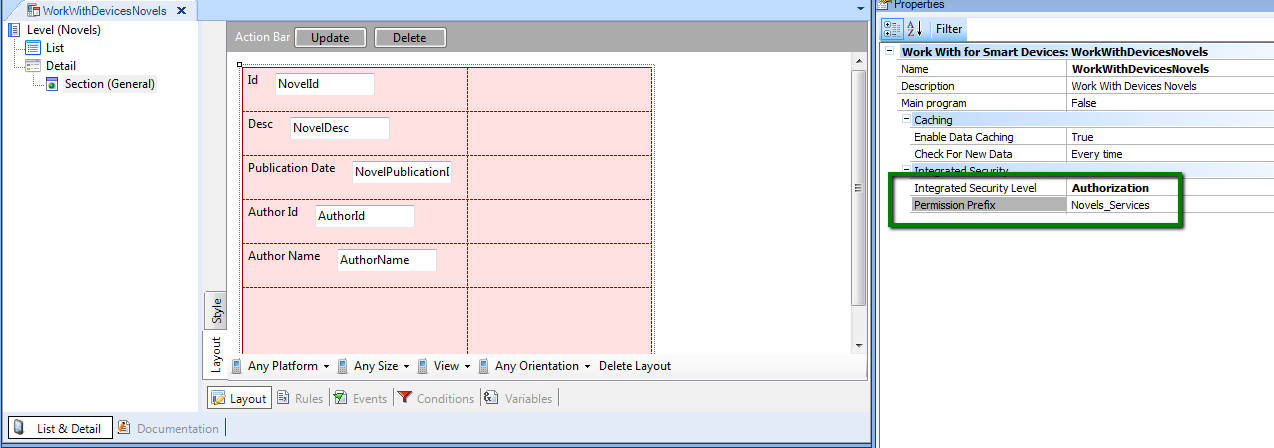 WorkWithDevicesNovels
Level (Novels)
List
Detail
Section (General)
Action Bar Update Delete
Id NovelId
Desc NovelDesc
Publication Date NovelPublicationD
Author Id AuthorId
Author Name AuthorName
Style
Layout
Any Platform Any Size View Any Orientation Delete Layout
Layout Rules Events Conditions Variables
List & Detail Documentation
Properties
A Z Filter
Work With for Smart Devices: WorkWithDevicesNovels
Name WorkWithDevicesNovels
Description Work With Devices Novels
Main program False
Caching
Enable Data Caching True
Check For New Data Every time
Integrated Security
Integrated Security Level Authorization
Permission Prefix Novels_Services